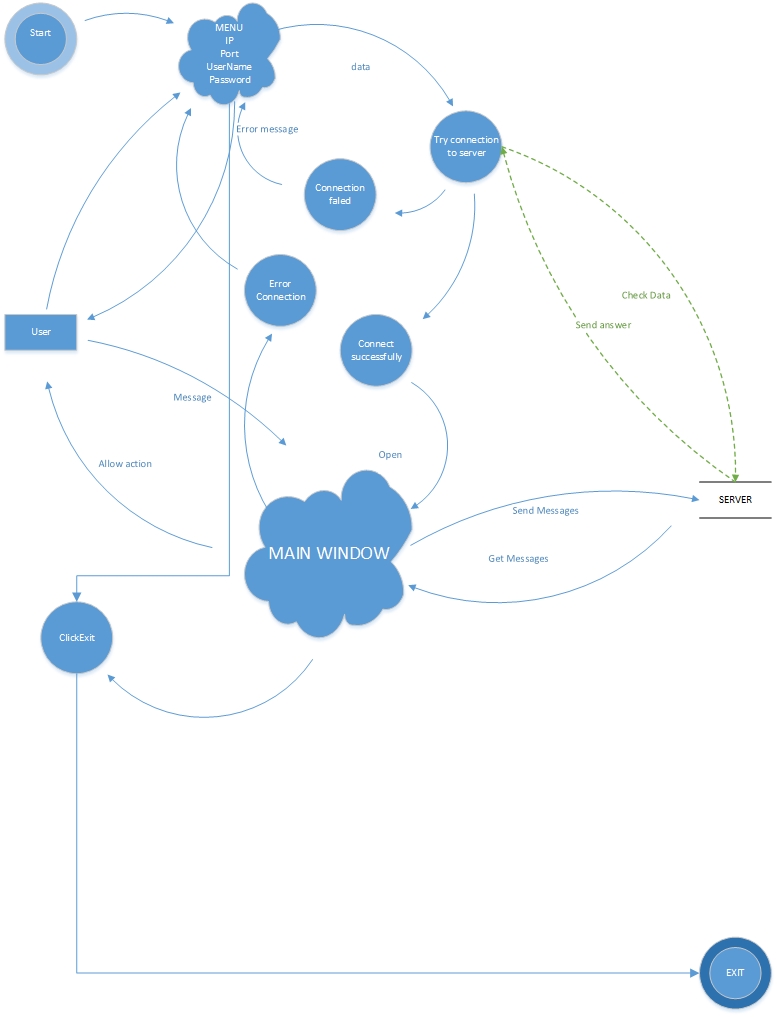 Start
MENU
IP
Port
UserName
Password
data
Error message
Try connection
to server
Connection
faled
Error
Connection
Check Data
Send answer
User
Connect
successfully
Message
Open
Allow action
SERVER
Send Messages
MAIN WINDOW
Get Messages
ClickExit
EXIT